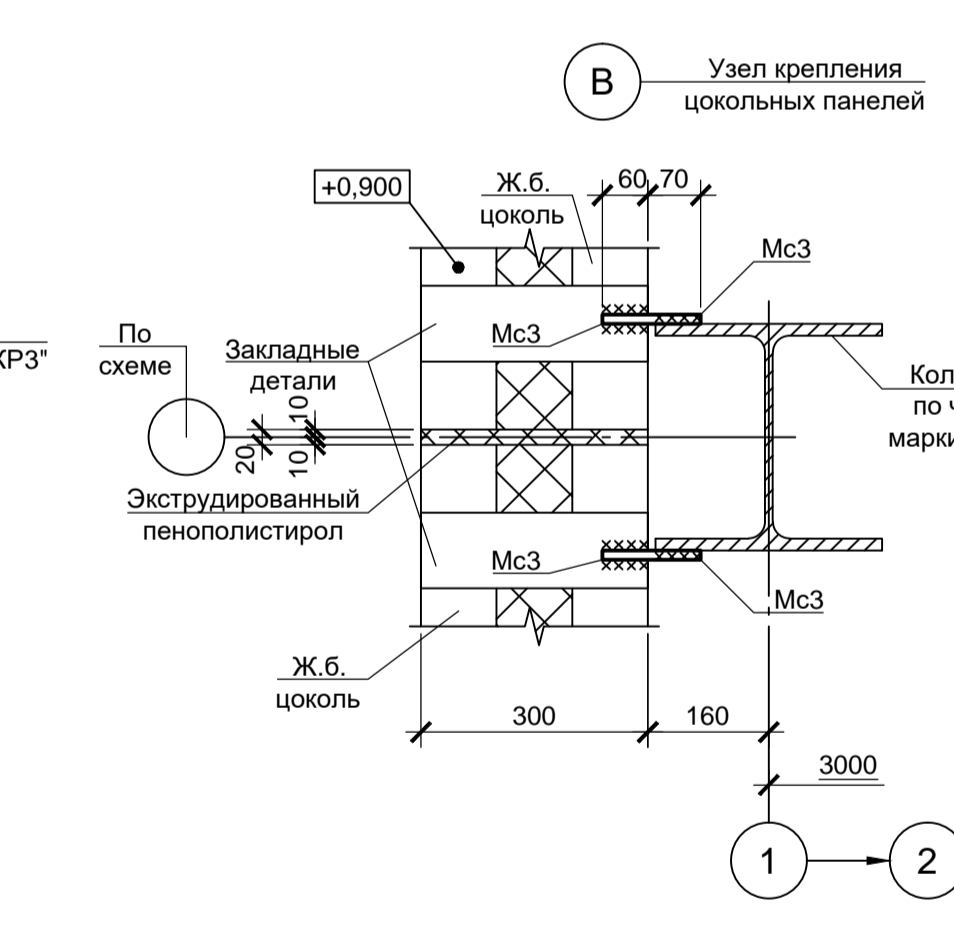 В
Узел крепления
цокольных панелей
+0,900
Ж.б.
цоколь
60
70
Мс3
КР3"
По
схеме
Закладные
детали
Мс3
10
20
10
Экструдированный
пенополистирол
Мс3
Мс3
Ж.б.
цоколь
300
160
3000
1
2